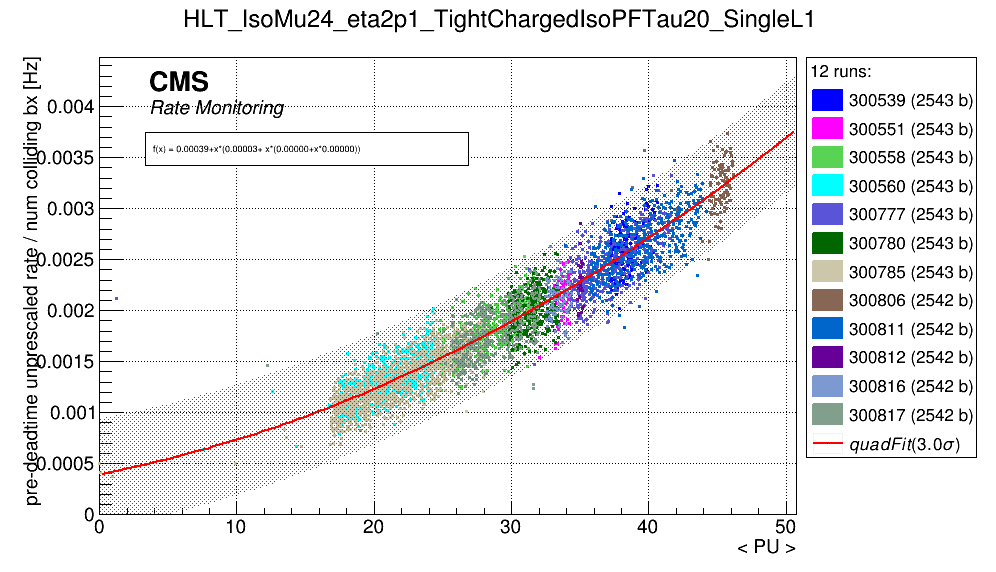 HLT_IsoMu24_eta2p1_TightChargedIsoPFTau20_SingleL1
pre-deadtime unprescaled rate / num colliding bx [Hz]
CMS
Rate Monitoring
f(x) = 0.00039+x*(0.00003+ x*(0.00000+x*0.00000))
0.004
0.0035
0.003
0.0025
0.002
0.0015
0.001
0.0005
0
0 10 20 30 40 50
< PU >
12 runs:
300539 (2543 b)
300551 (2543 b)
300558 (2543 b)
300560 (2543 b)
300777 (2543 b)
300780 (2543 b)
300785 (2543 b)
300806 (2542 b)
300811 (2542 b)
300812 (2542 b)
300816 (2542 b)
300817 (2542 b)
quadFit(3.0σ)